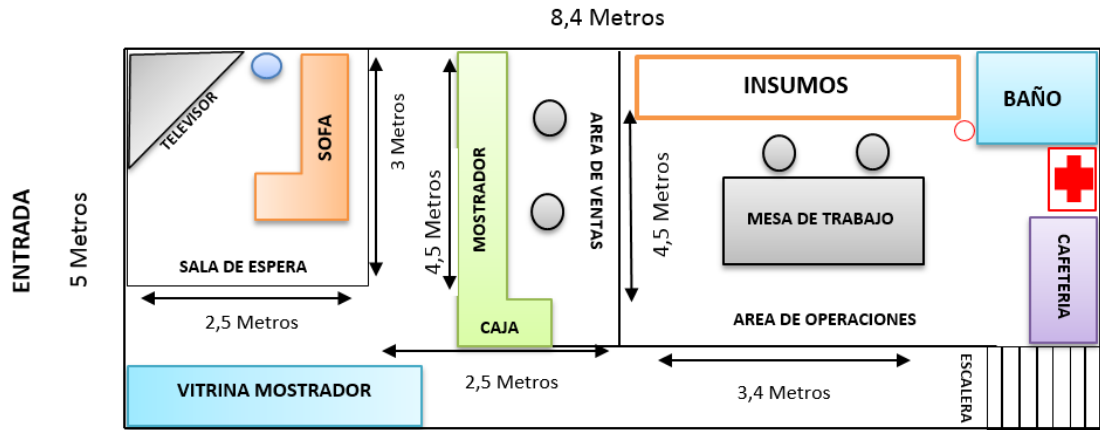 8,4 Metros
ENTRADA
5 Metros
TELEVISOR
SOFA
3 Metros
SALA DE ESPERA
2,5 Metros
VITRINA MOSTRADOR
4,5 Metros
MOSTRADOR
CAJA
AREA DE VENTAS
2,5 Metros
INSUMOS
4,5 Metros
MESA DE TRABAJO
AREA DE OPERACIONES
3,4 Metros
BAÑO
CAFETERIA
ESCALERA